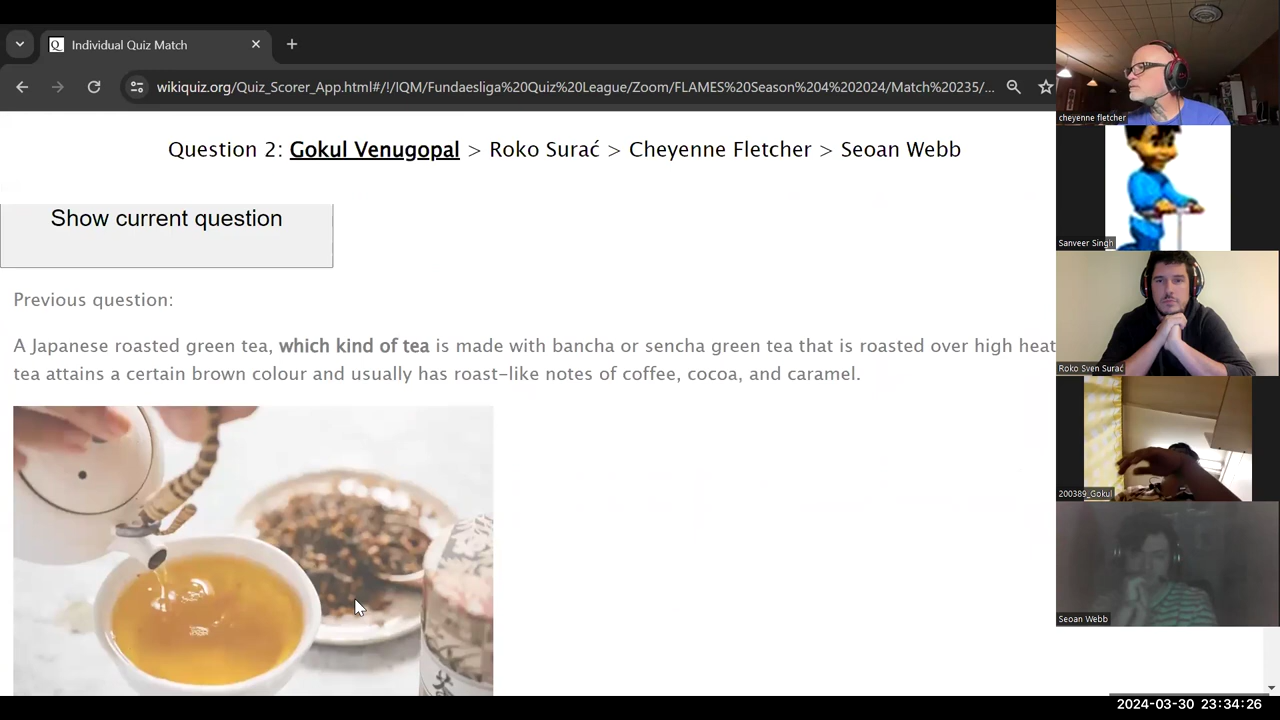 Individual Quiz Match
wikiquiz.org/Quiz_Scorer_App.html#/!/IQM/Fundaesliga%20Quiz%20League/Zoom/FLAMES%20Season%204%202024/Match%20235/...
Question 2: Gokul Venugopal > Roko Surać > Cheyenne Fletcher > Seoan Webb
Show current question
Previous question:
A Japanese roasted green tea, which kind of tea is made with bancha or sencha green tea that is roasted over high heat
tea attains a certain brown colour and usually has roast-like notes of coffee, cocoa, and caramel.
cheyenne fletcher
Sanveer Singh
Roko Sven Surać
200389_Gokul
Seoan Webb
茶
2024-03-30 23:34:26